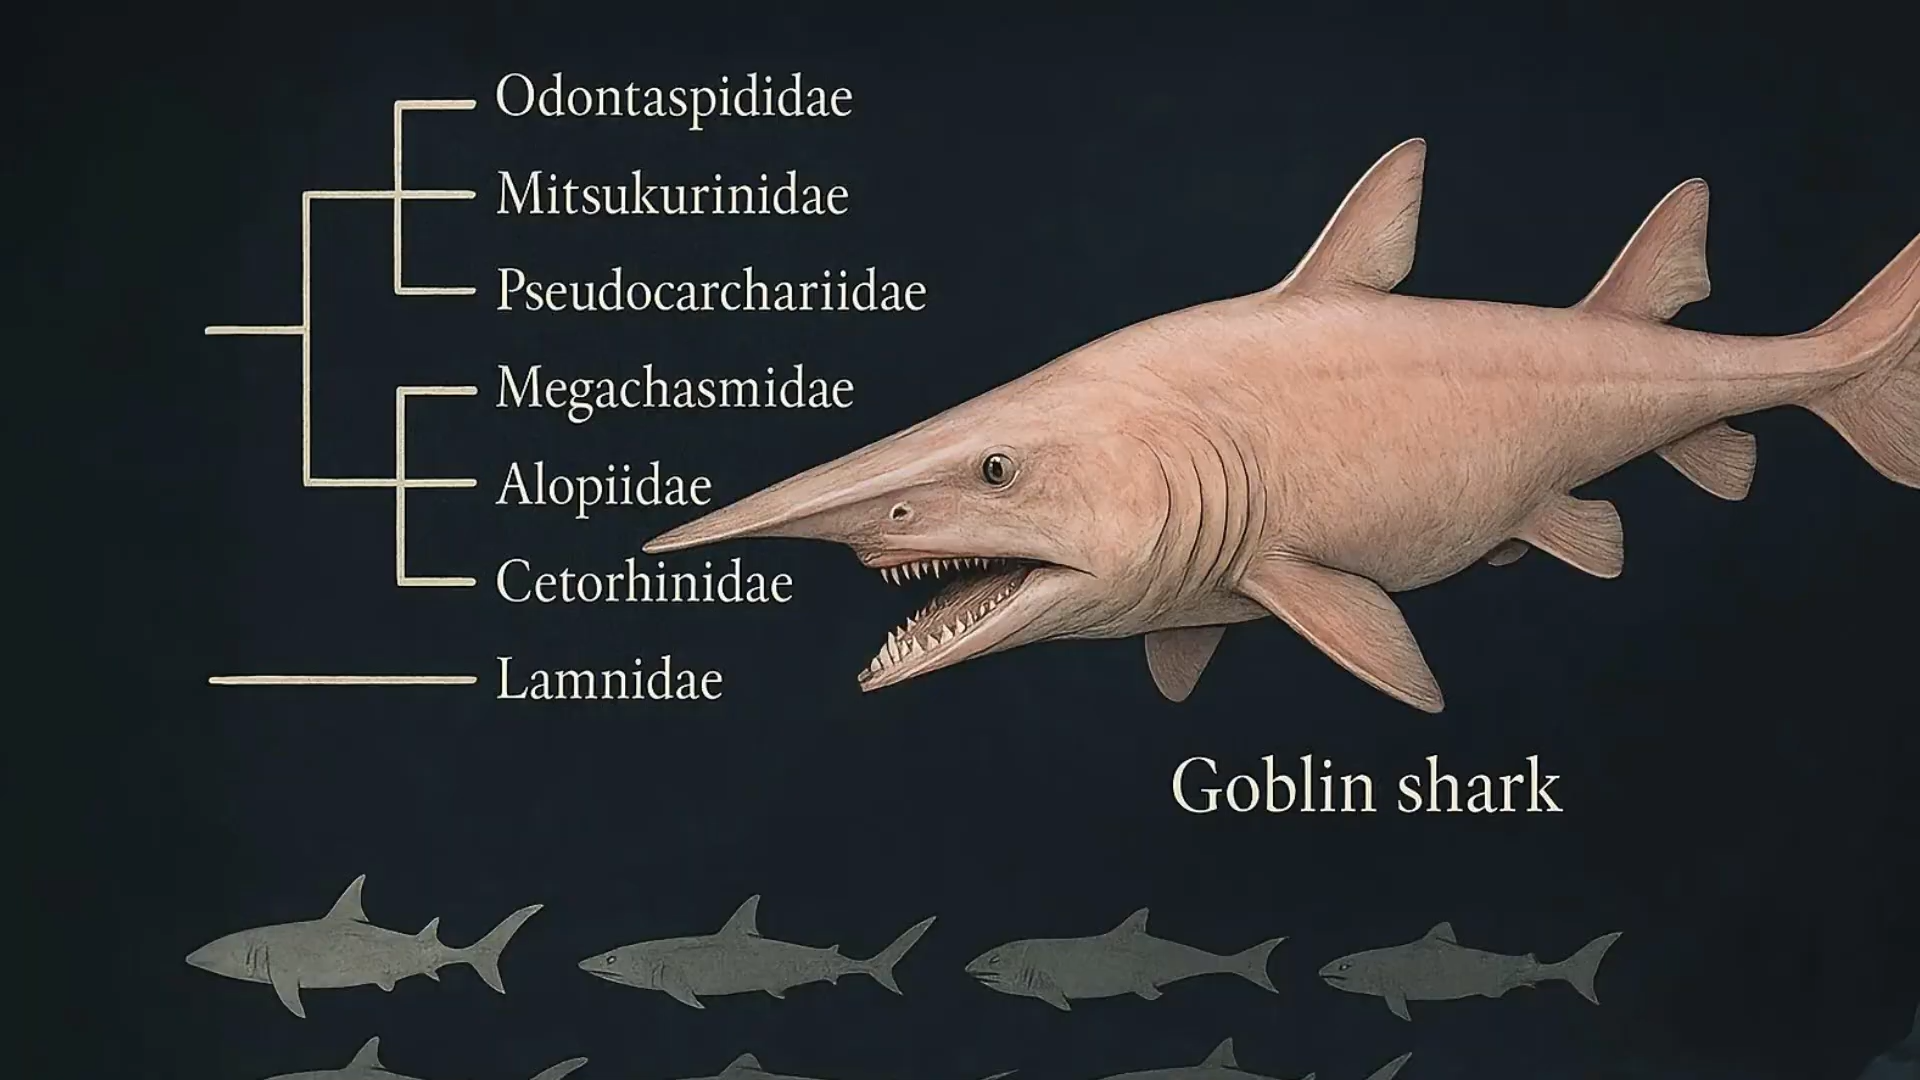 Odontaspididae
Mitsukurinidae
Pseudocarchariidae
Megachasmidae
Alopiidae
Cetorhinidae
Lamnidae
Goblin shark